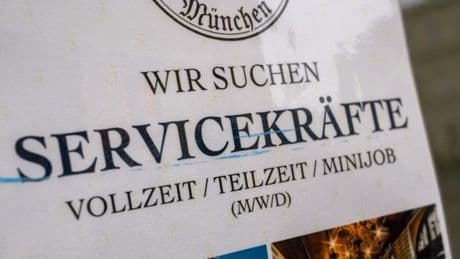 München
WIR SUCHEN
SERVICEKRÄFTE
VOLLZEIT / TEILZEIT / MINIJOB
(M/W/D)